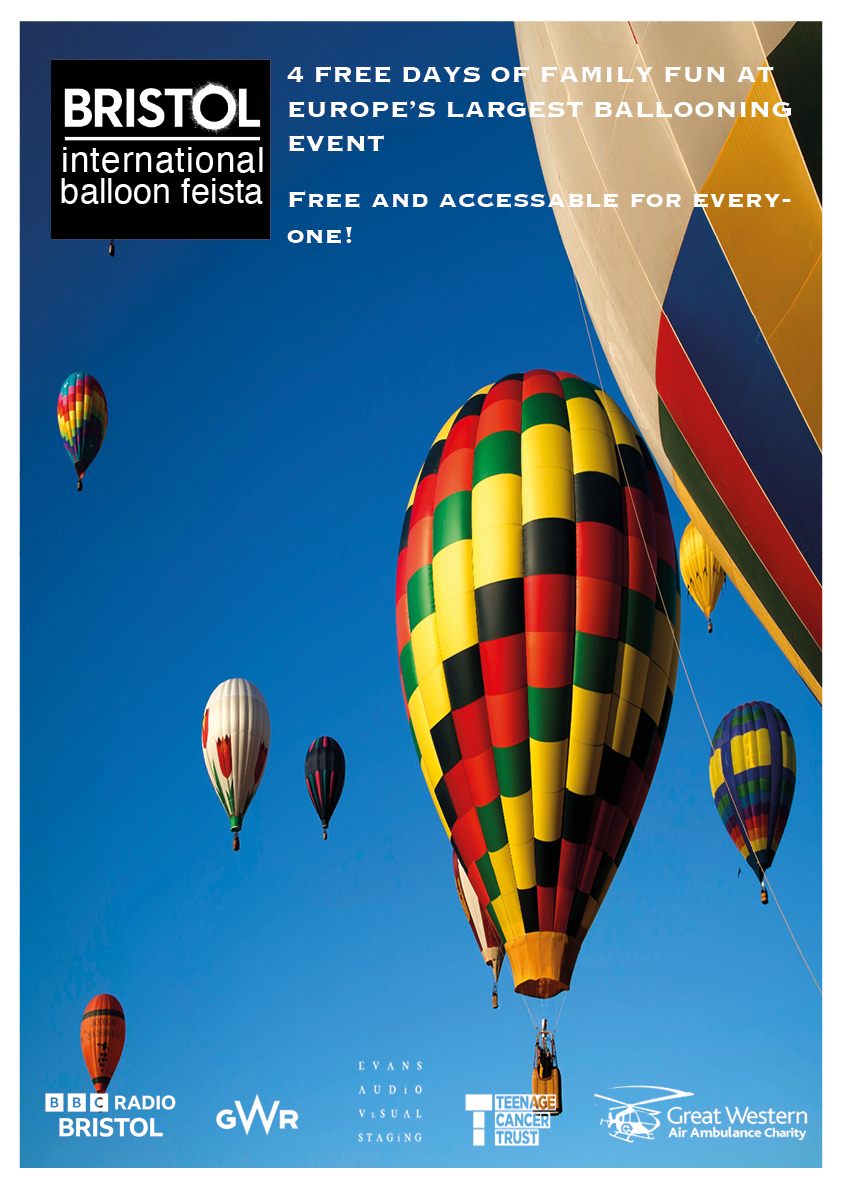 BRISTOL
international
balloon feista
4 FREE DAYS OF FAMILY FUN AT
EUROPE’S LARGEST BALLOONING
EVENT
FREE AND ACCESSABLE FOR EVERY-
ONE!
BBC RADIO
BRISTOL
GWR
EVANS
AUDiO
ViSUAL
STAGiNG
TEENAGE
CANCER
TRUST
Great Western
Air Ambulance Charity